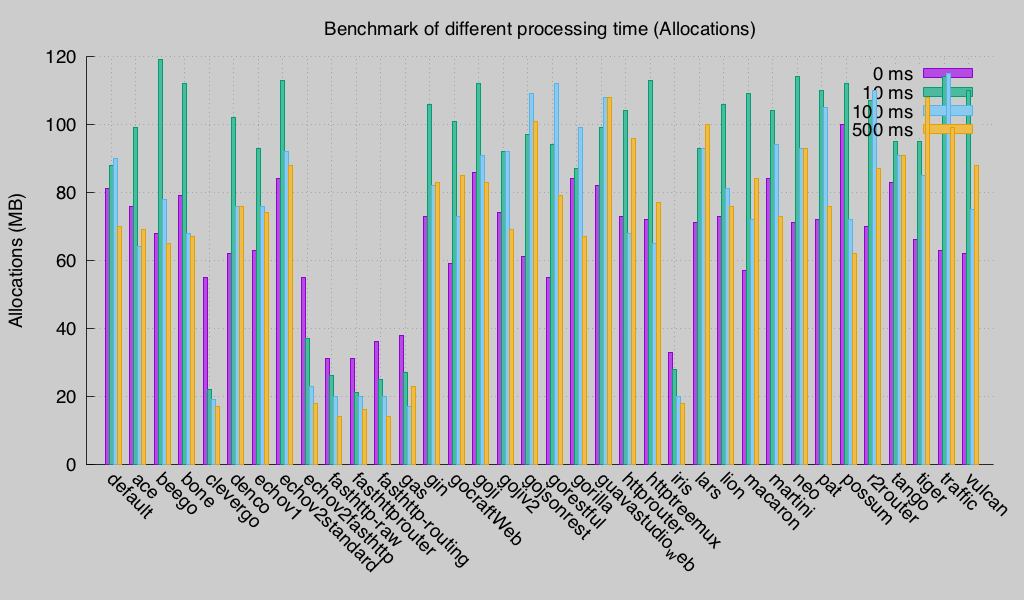 Benchmark of different processing time (Allocations)
Allocations (MB)
120
100
80
60
40
20
0
0 ms
10 ms
100 ms
500 ms
default
ace
beego
bone
clevergo
denco
echov1
echov2standard
echov2fasthttp
fasthttp-raw
fasthttprouter
fasthttp-routing
gas
gin
gocraftWeb
goji
gojiv2
gojsonrest
gorestful
gorilla
guavastudioweb
httprouter
httptreemux
iris
lars
lion
macaron
martini
neo
pat
possum
r2router
tango
tiger
traffic
vulcan